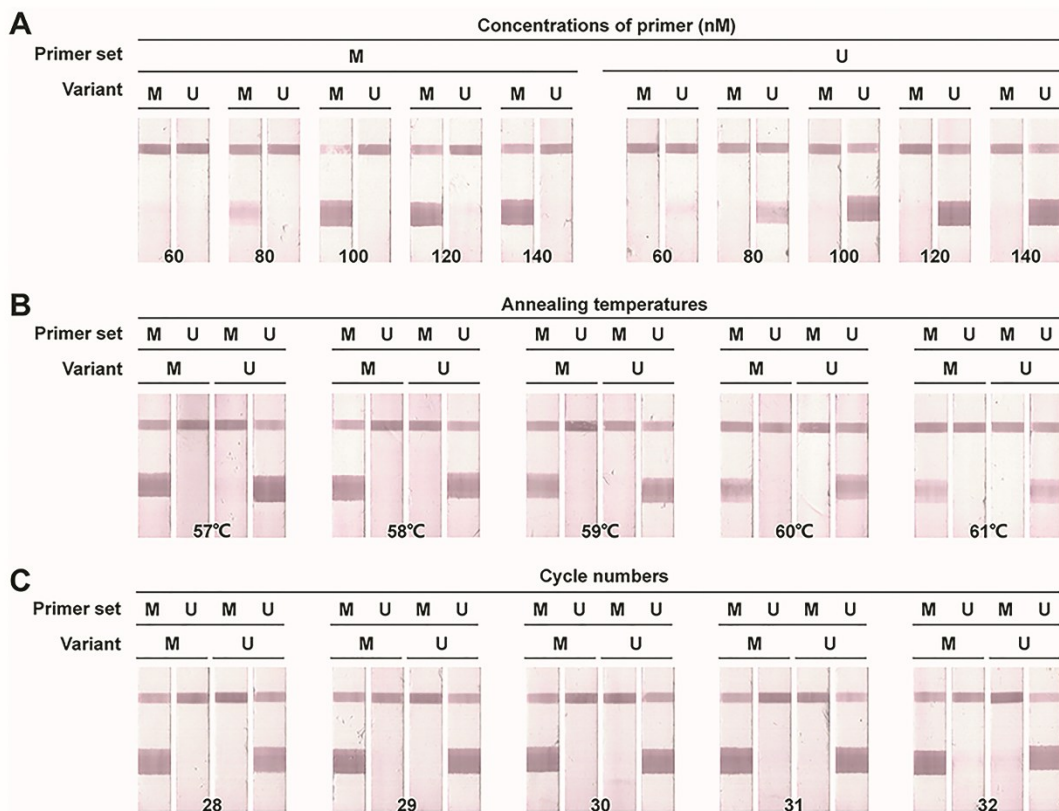 A
Concentrations of primer (nM)
Primer set M U
Variant M U M U M U M U M U M U M U M U M U M U
60 80 100 120 140 60 80 100 120 140
B
Annealing temperatures
Primer set M U M U M U M U M U M U M U M U M U M U
Variant M U M U M U M U M U
57℃ 58℃ 59℃ 60℃ 61℃
C
Cycle numbers
Primer set M U M U M U M U M U M U M U M U M U M U
Variant M U M U M U M U M U
28 29 30 31 32